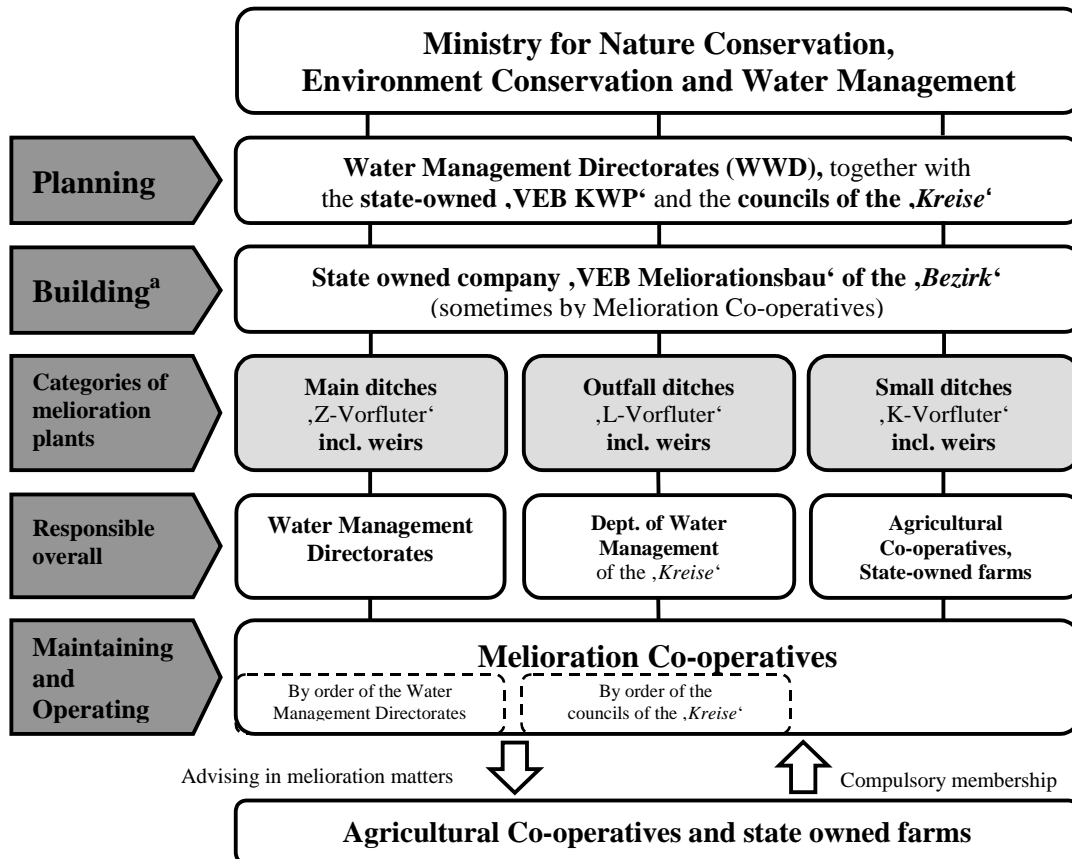 Ministry for Nature Conservation,
Environment Conservation and Water Management
Planning
Water Management Directorates (WWD), together with
the state-owned ‚VEB KWP‘ and the councils of the ‚Kreise‘
Building^a
State owned company ‚VEB Meliorationsbau‘ of the ‚Bezirk‘
(sometimes by Melioration Co-operatives)
Categories of
melioration
plants
Main ditches
‚Z-Vorfluter‘
incl. weirs
Outfall ditches
‚L-Vorfluter‘
incl. weirs
Small ditches
‚K-Vorfluter‘
incl. weirs
Responsible
overall
Water Management
Directorates
Dept. of Water
Management
of the ‚Kreise‘
Agricultural
Co-operatives,
State-owned farms
Maintaining
and
Operating
Melioration Co-operatives
By order of the Water
Management Directorates
By order of the
councils of the ‚Kreise‘
Advising in melioration matters
Compulsory membership
Agricultural Co-operatives and state owned farms